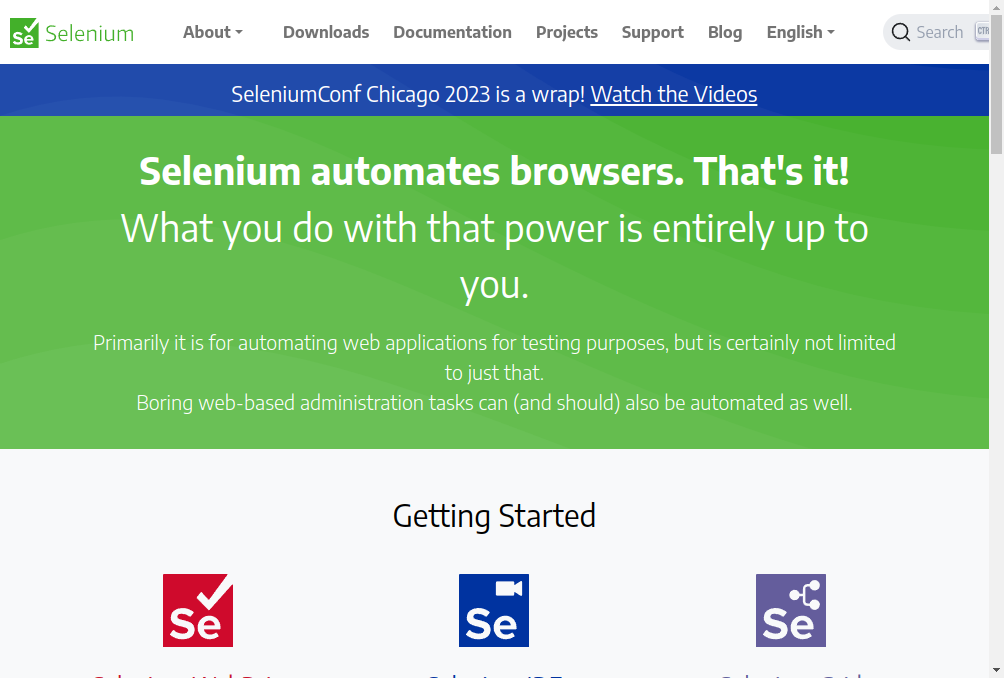 Se Selenium About Downloads Documentation Projects Support Blog English Search CTR
SeleniumConf Chicago 2023 is a wrap! Watch the Videos
Selenium automates browsers. That's it!
What you do with that power is entirely up to
you.
Primarily it is for automating web applications for testing purposes, but is certainly not limited
to just that.
Boring web-based administration tasks can (and should) also be automated as well.
Getting Started
Se Se Se